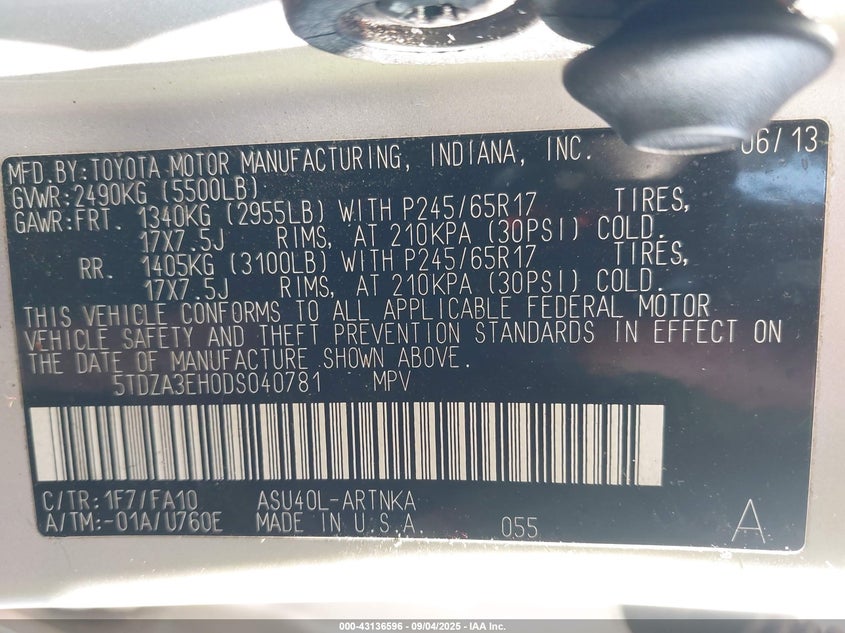 06/13
MFD.BY:TOYOTA MOTOR MANUFACTURING, INDIANA, INC.
GVWR:2490KG (5500LB)
GAWR:FRT. 1340KG (2955LB) WITH P245/65R17 TIRES,
17X7.5J RIMS, AT 210KPA (30PSI) COLD.
RR. 1405KG (3100LB) WITH P245/65R17 TIRES,
17X7.5J RIMS, AT 210KPA (30PSI) COLD.
THIS VEHICLE CONFORMS TO ALL APPLICABLE FEDERAL MOTOR
VEHICLE SAFETY AND THEFT PREVENTION STANDARDS IN EFFECT ON
THE DATE OF MANUFACTURE SHOWN ABOVE.
5TDZA3EH0DS040781 MPV
C/TR:1F7/FA10 ASU40L-ARTNKA
A/TM:-01A/U760E MADE IN U.S.A. 055 A
000-43136596 - 09/04/2025 - IAA Inc.